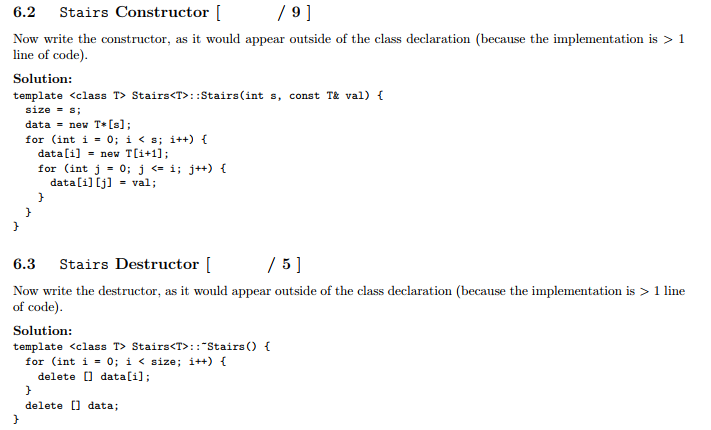 6.2 Stairs Constructor [ / 9 ]
Now write the constructor, as it would appear outside of the class declaration (because the implementation is > 1
line of code).
Solution:
template <class T> Stairs<T>::Stairs(int s, const T& val) {
size = s;
data = new T*[s];
for (int i = 0; i < s; i++) {
data[i] = new T[i+1];
for (int j = 0; j <= i; j++) {
data[i][j] = val;
}
}
}
6.3 Stairs Destructor [ / 5 ]
Now write the destructor, as it would appear outside of the class declaration (because the implementation is > 1 line
of code).
Solution:
template <class T> Stairs<T>::~Stairs() {
for (int i = 0; i < size; i++) {
delete [] data[i];
}
delete [] data;
}